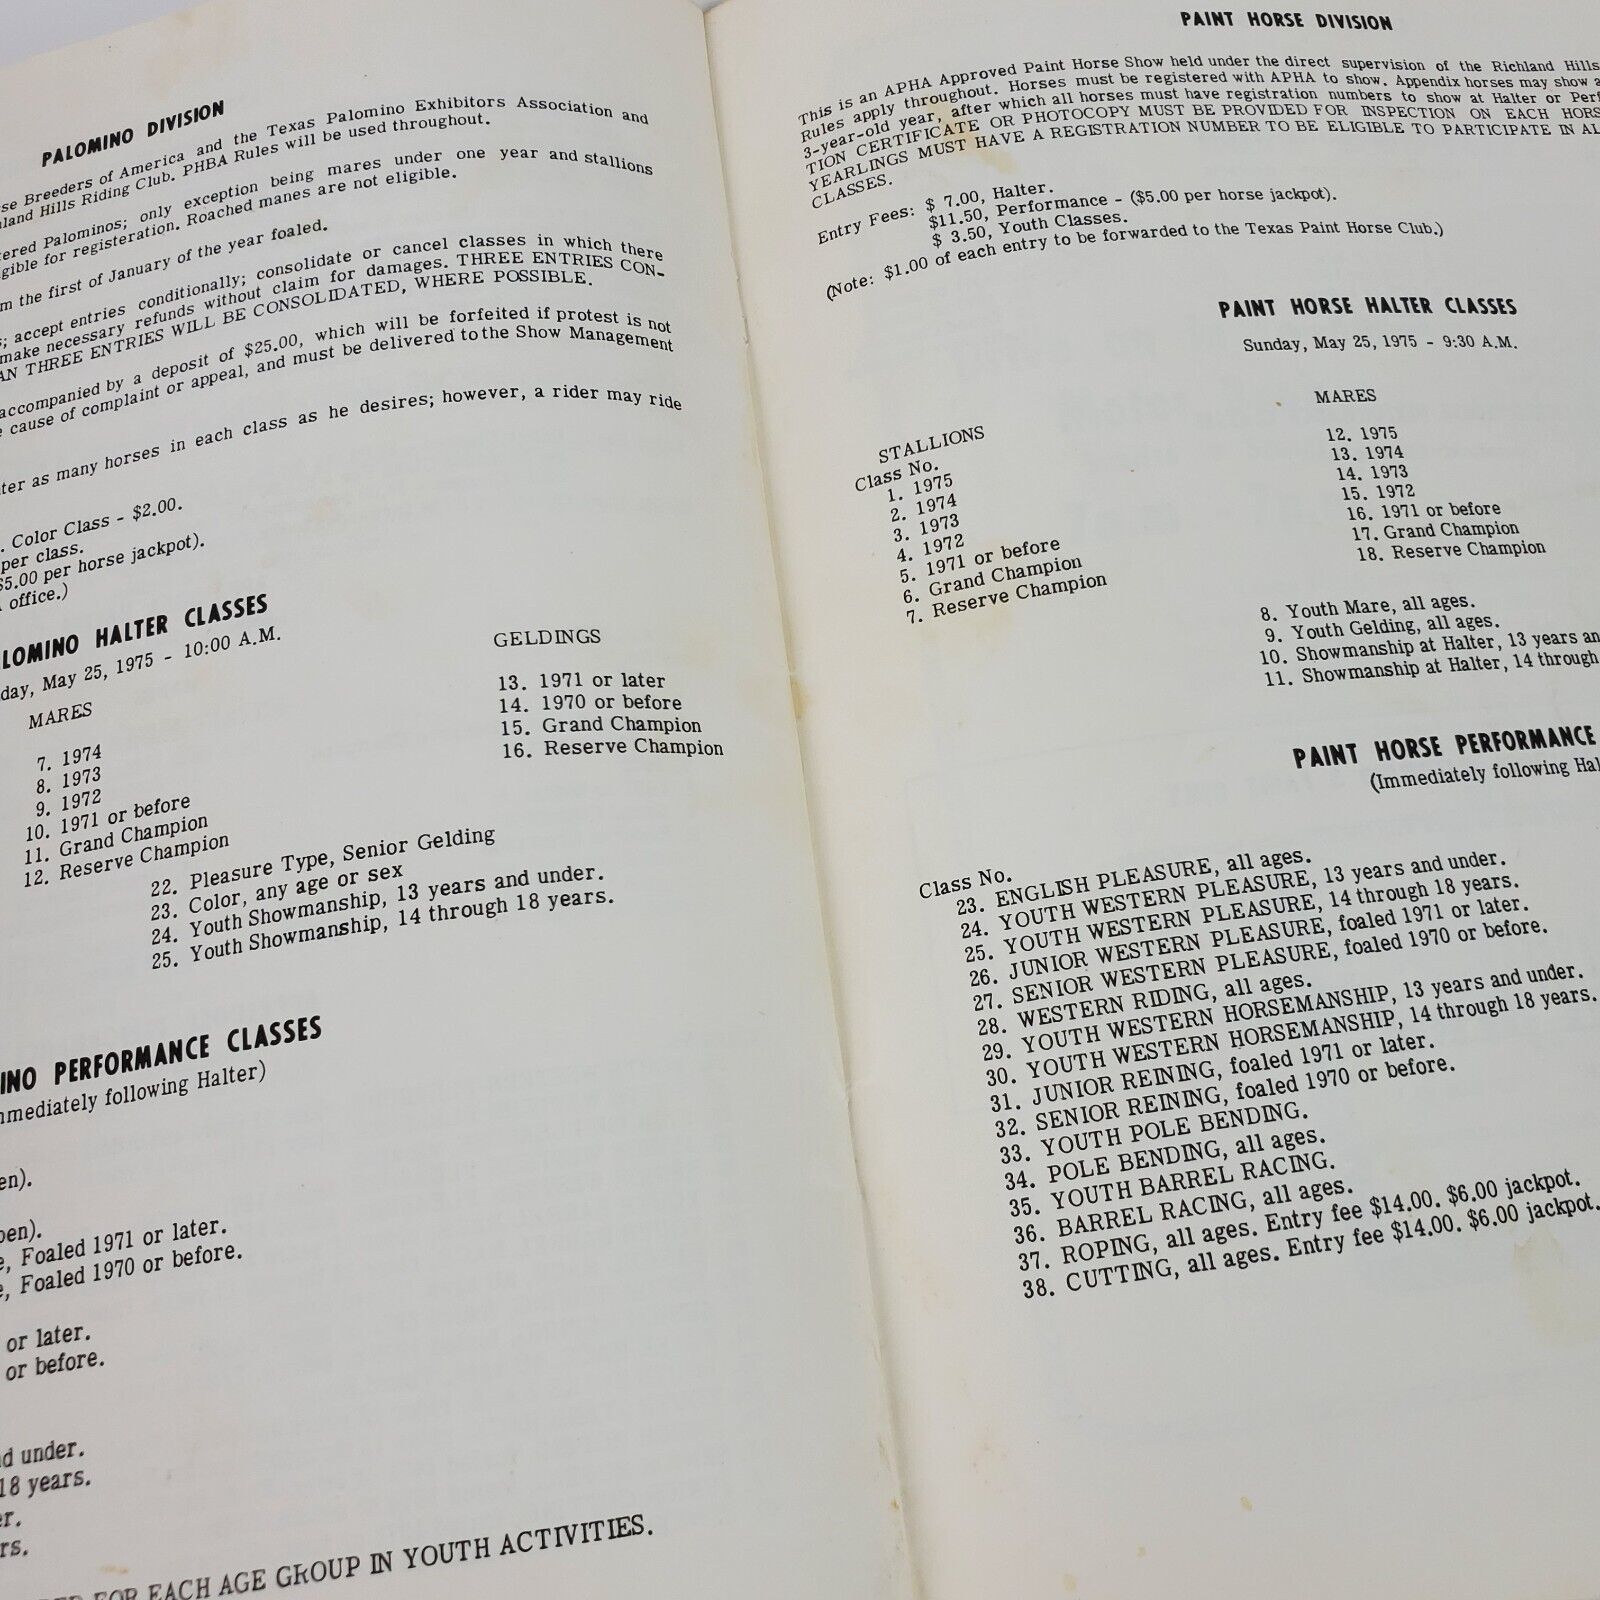 PALOMINO DIVISION
se Breeders of America and the Texas Palomino Exhibitors Association and
land Hills Riding Club. PHBA Rules will be used throughout.
tered Palominos; only exception being mares under one year and stallions
gible for registeration. Roached manes are not eligible.
m the first of January of the year foaled.
s; accept entries conditionally; consolidate or cancel classes in which there
make necessary refunds without claim for damages. THREE ENTRIES CON-
AN THREE ENTRIES WILL BE CONSOLIDATED, WHERE POSSIBLE.
accompanied by a deposit of $25.00, which will be forfeited if protest is not
e cause of complaint or appeal, and must be delivered to the Show Management
ter as many horses in each class as he desires; however, a rider may ride
. Color Class - $2.00.
per class.
$5.00 per horse jackpot).
office.)
LOMINO HALTER CLASSES
day, May 25, 1975 - 10:00 A.M.
MARES
7. 1974
8. 1973
9. 1972
10. 1971 or before
11. Grand Champion
12. Reserve Champion
GELDINGS
13. 1971 or later
14. 1970 or before
15. Grand Champion
16. Reserve Champion
22. Pleasure Type, Senior Gelding
23. Color, any age or sex
24. Youth Showmanship, 13 years and under.
25. Youth Showmanship, 14 through 18 years.
INO PERFORMANCE CLASSES
mmediately following Halter)
en).
pen).
e, Foaled 1971 or later.
e, Foaled 1970 or before.
or later.
or before.
d under.
18 years.
er.
rs.
FOR EACH AGE GROUP IN YOUTH ACTIVITIES.
PAINT HORSE DIVISION
This is an APHA Approved Paint Horse Show held under the direct supervision of the Richland Hills
Rules apply throughout. Horses must be registered with APHA to show. Appendix horses may show a
3-year-old year, after which all horses must have registration numbers to show at Halter or Perf
TION CERTIFICATE OR PHOTOCOPY MUST BE PROVIDED FOR INSPECTION ON EACH HORS
YEARLINGS MUST HAVE A REGISTRATION NUMBER TO BE ELIGIBLE TO PARTICIPATE IN AL
CLASSES.
Entry Fees: $ 7.00, Halter.
$11.50, Performance - ($5.00 per horse jackpot).
$ 3.50, Youth Classes.
(Note: $1.00 of each entry to be forwarded to the Texas Paint Horse Club.)
PAINT HORSE HALTER CLASSES
Sunday, May 25, 1975 - 9:30 A.M.
STALLIONS
Class No.
1. 1975
2. 1974
3. 1973
4. 1972
5. 1971 or before
6. Grand Champion
7. Reserve Champion
MARES
12. 1975
13. 1974
14. 1973
15. 1972
16. 1971 or before
17. Grand Champion
18. Reserve Champion
8. Youth Mare, all ages.
9. Youth Gelding, all ages.
10. Showmanship at Halter, 13 years an
11. Showmanship at Halter, 14 through
PAINT HORSE PERFORMANCE
(Immediately following Hal
Class No.
23. ENGLISH PLEASURE, all ages.
24. YOUTH WESTERN PLEASURE, 13 years and under.
25. YOUTH WESTERN PLEASURE, 14 through 18 years.
26. JUNIOR WESTERN PLEASURE, foaled 1971 or later.
27. SENIOR WESTERN PLEASURE, foaled 1970 or before.
28. WESTERN RIDING, all ages.
29. YOUTH WESTERN HORSEMANSHIP, 13 years and under.
30. YOUTH WESTERN HORSEMANSHIP, 14 through 18 years.
31. JUNIOR REINING, foaled 1971 or later.
32. SENIOR REINING, foaled 1970 or before.
33. YOUTH POLE BENDING.
34. POLE BENDING, all ages.
35. YOUTH BARREL RACING.
36. BARREL RACING, all ages.
37. ROPING, all ages. Entry fee $14.00. $6.00 jackpot.
38. CUTTING, all ages. Entry fee $14.00. $6.00 jackpot.